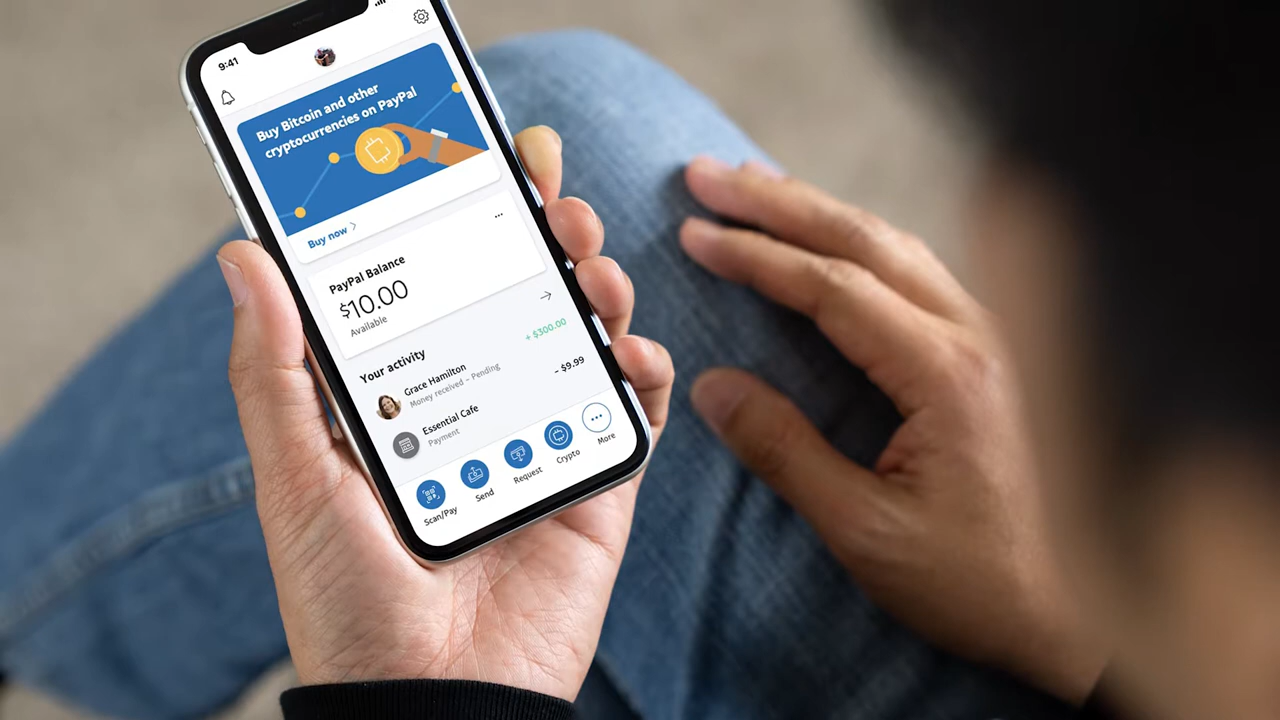 9:41
Buy Bitcoin and other
cryptocurrencies on PayPal
Buy now
PayPal Balance
$10.00
Available
Your activity
Grace Hamilton
Money received - Pending
+ $300.00
Essential Cafe
Payment
- $9.99
Scan/Pay
Send
Request
Crypto
More